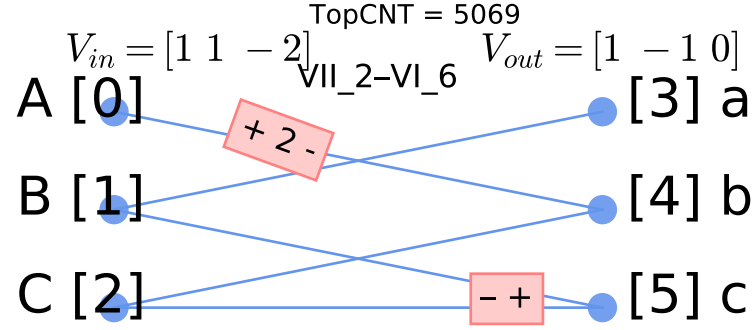 TopCNT = 5069
V_in = [1 1 −2]
V_out = [1 −1 0]
VII_2–VI_6
A [0]
+ 2 -
[3] a
B [1]
[4] b
C [2]
– +
[5] c